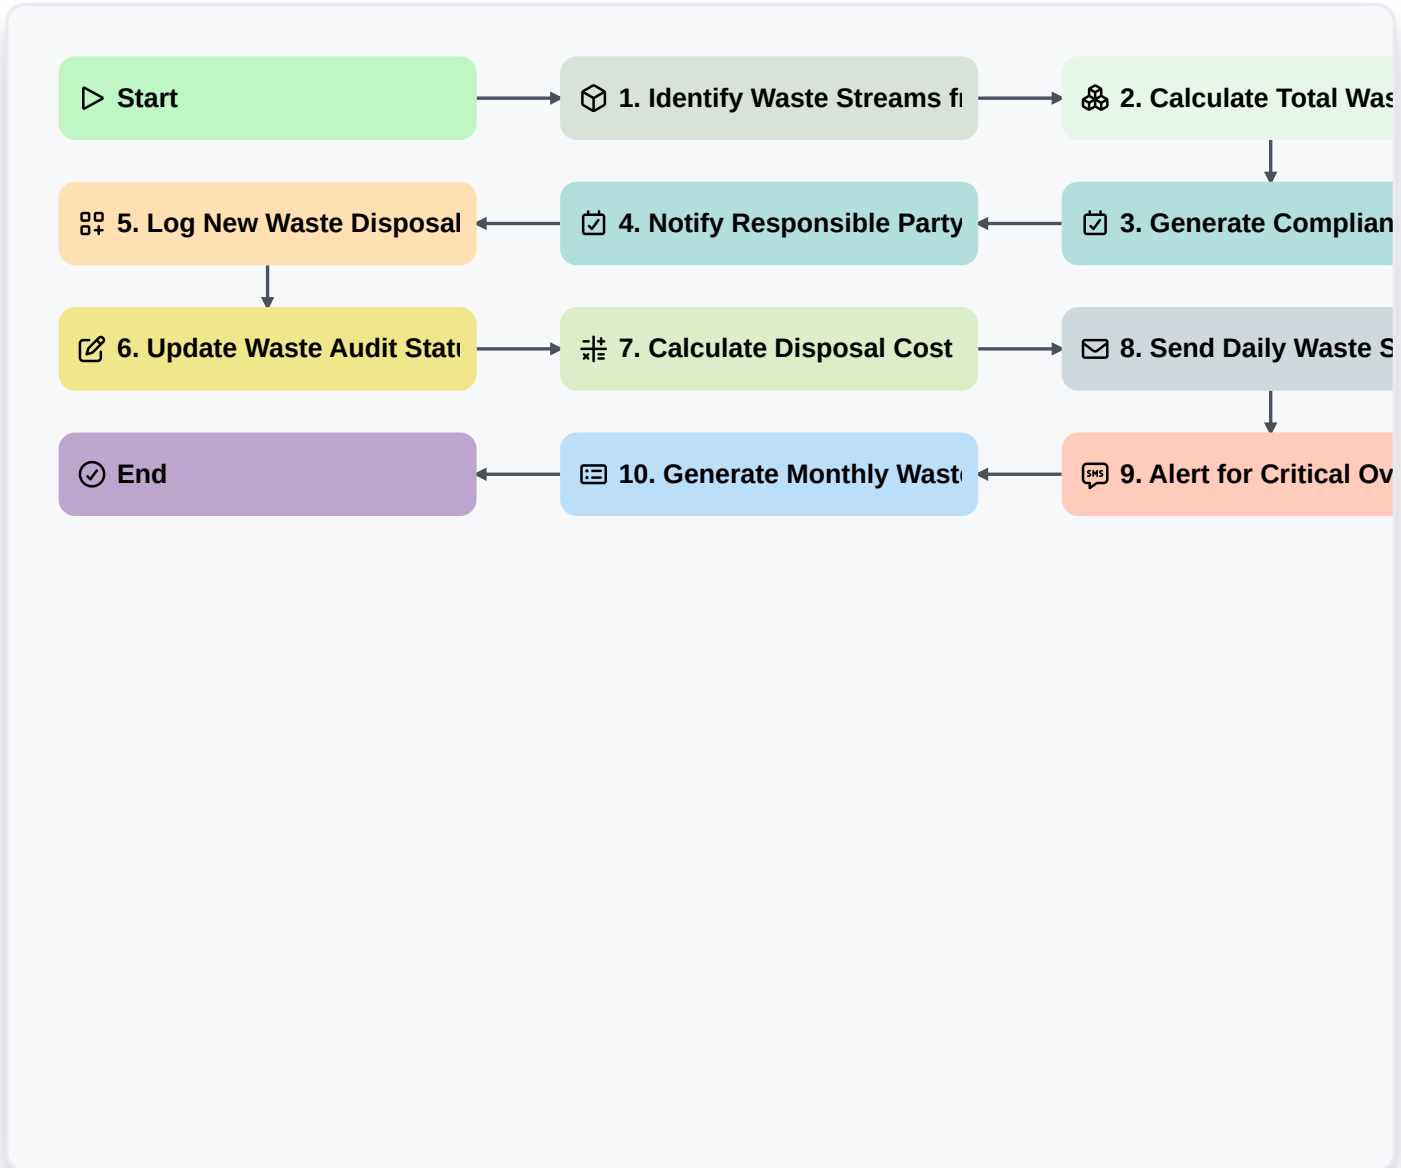 Start
1. Identify Waste Streams
2. Calculate Total
5. Log New Waste Disposal
4. Notify Responsible Party
3. Generate
6. Update Waste Audit
7. Calculate Disposal Cost
8. Send Daily Waste
End
10. Generate Monthly
9. Alert for Critical
SMS